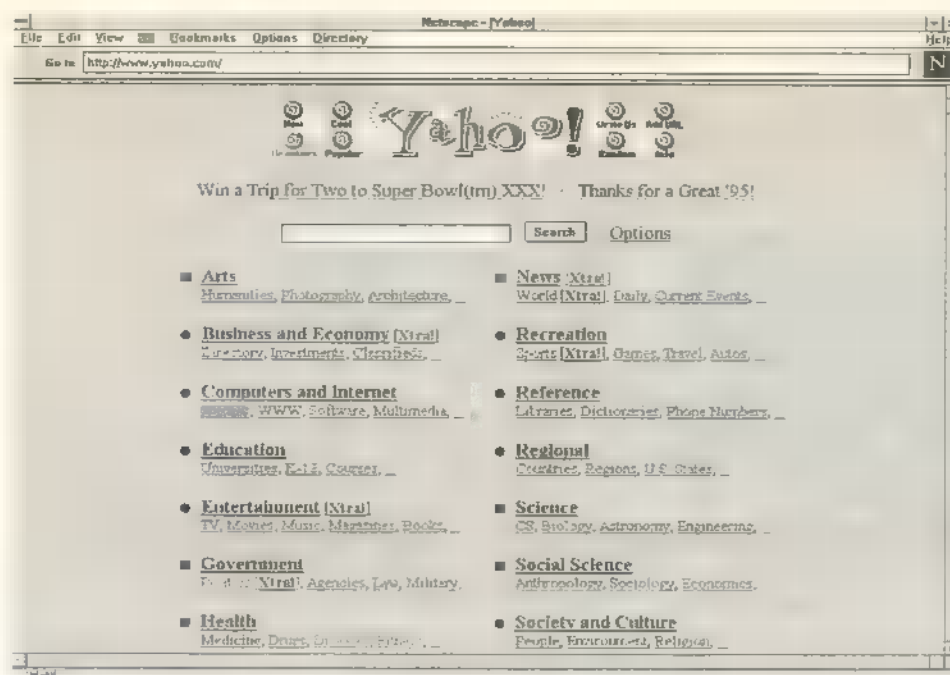 Netscape - [Yahoo]
File Edit View Bookmarks Options Directory Help
Go to http://www.yahoo.com/ N
New Cool Yahoo! Write Us Add URL
Popular Random Info
Win a Trip for Two to Super Bowl(tm) XXX! · Thanks for a Great '95!
Search Options
Arts
Humanities, Photography, Architecture, ...
Business and Economy [Xtra!]
Directory, Investments, Classifieds, ...
Computers and Internet
WWW, Software, Multimedia, ...
Education
Universities, K-12, Courses, ...
Entertainment [Xtra!]
TV, Movies, Music, Magazines, Books, ...
Government
[Xtra!], Agencies, Law, Military,
Health
Medicine, Drugs,
News [Xtra!]
World [Xtra!], Daily, Current Events, ...
Recreation
Sports [Xtra!], Games, Travel, Autos, ...
Reference
Libraries, Dictionaries, Phone Numbers, ...
Regional
Countries, Regions, U.S. States, ...
Science
CS, Biology, Astronomy, Engineering, ...
Social Science
Anthropology, Sociology, Economics,
Society and Culture
People, Environment, Religion, ...